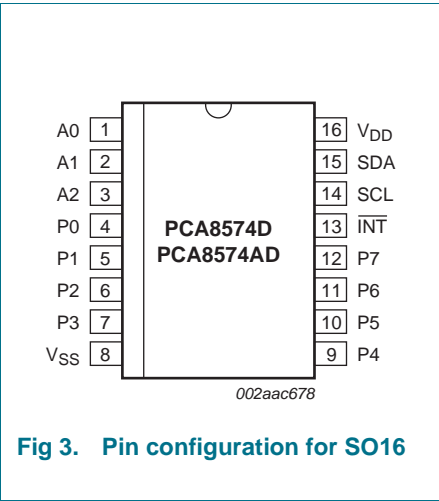 A0 1 16 VDD
A1 2 15 SDA
A2 3 14 SCL
P0 4 PCA8574D 13 INT
P1 5 PCA8574AD 12 P7
P2 6 11 P6
P3 7 10 P5
VSS 8 9 P4
002aac678
Fig 3. Pin configuration for SO16